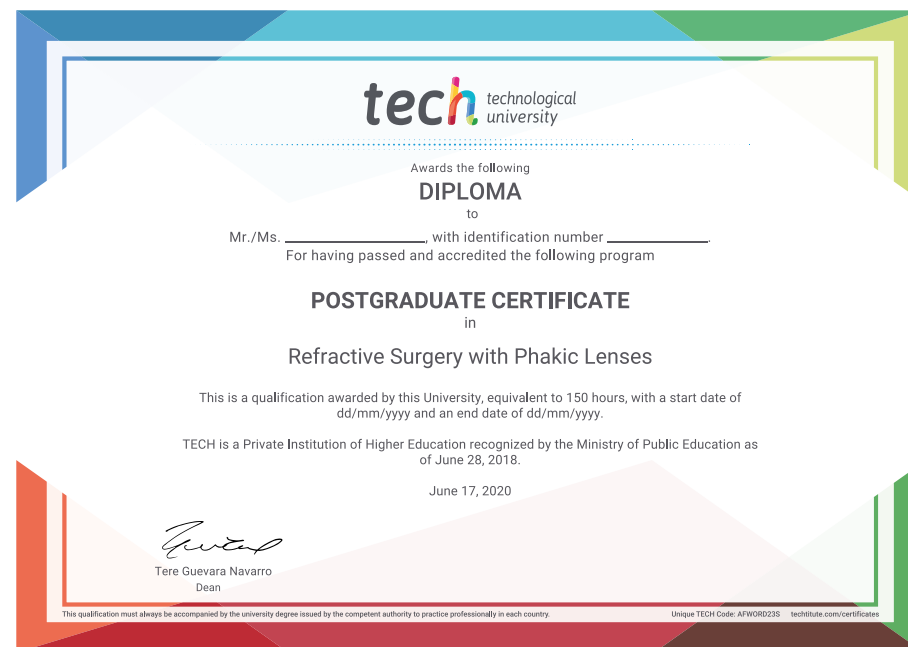 tech technological
university
Awards the following
DIPLOMA
to
Mr./Ms. ____________________, with identification number ______________.
For having passed and accredited the following program
POSTGRADUATE CERTIFICATE
in
Refractive Surgery with Phakic Lenses
This is a qualification awarded by this University, equivalent to 150 hours, with a start date of
dd/mm/yyyy and an end date of dd/mm/yyyy.
TECH is a Private Institution of Higher Education recognized by the Ministry of Public Education as
of June 28, 2018.
June 17, 2020
Tere Guevara Navarro
Dean
This qualification must always be accompanied by the university degree issued by the competent authority to practice professionally in each country.
Unique TECH Code: AFWORD23S techtitute.com/certificates